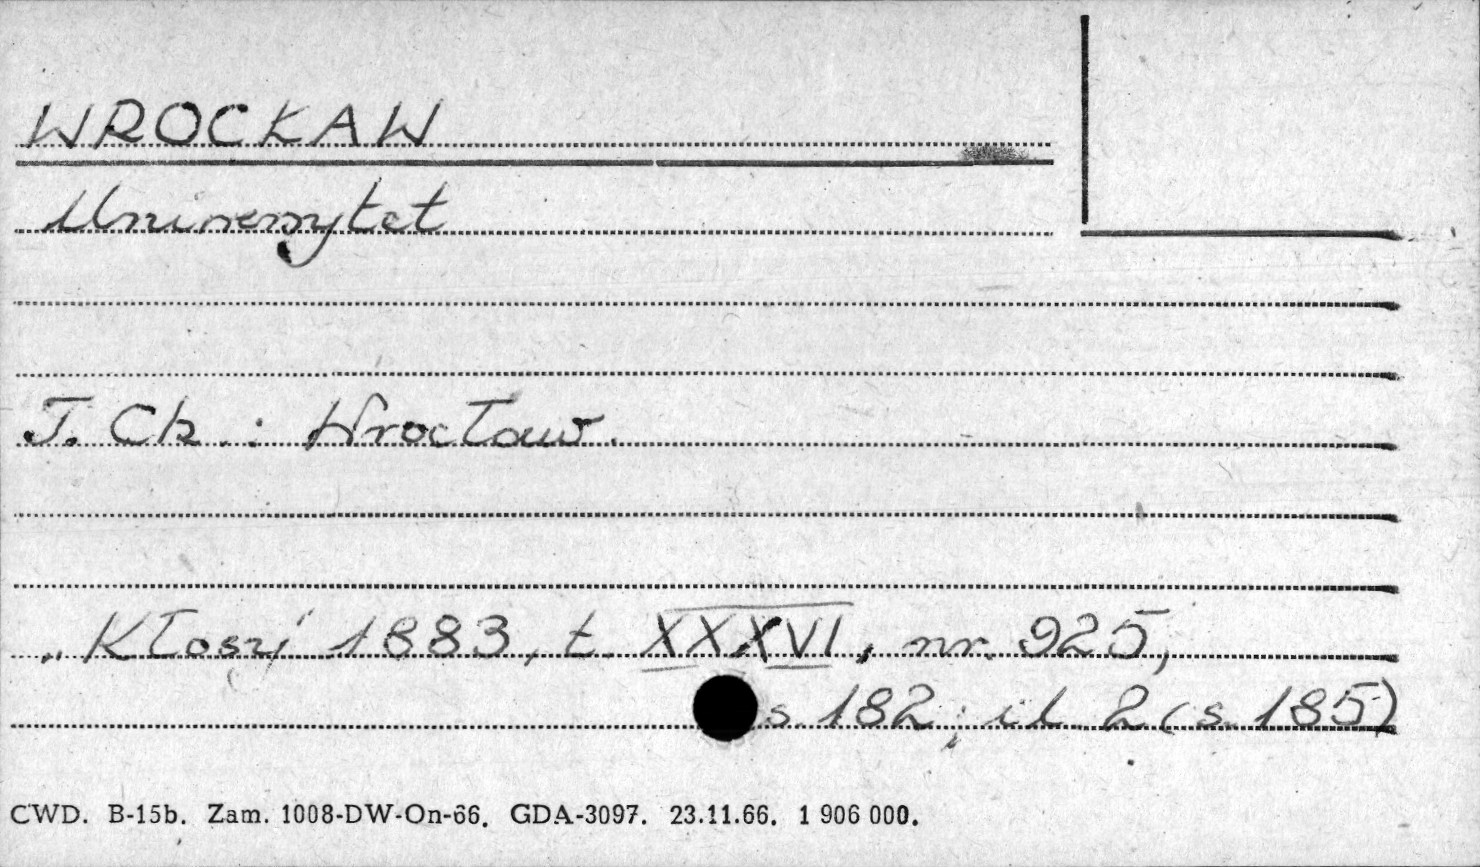 WROCŁAW
Uniwersytet
T. Ch.: Wrocław.
„Kłosy" 1883, t. XXXVI, nr. 925,
s 182; il 2 (s. 185)
CWD. B-15b. Zam. 1008-DW-On-66. GDA-3097. 23.11.66. 1 906 000.